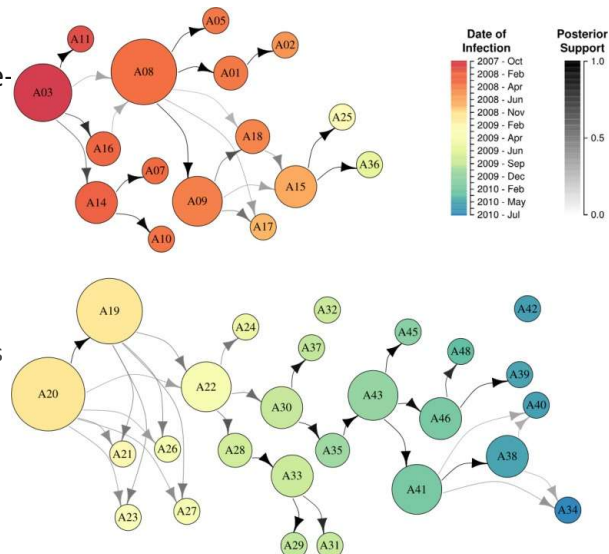 e-
s
A11
A05
A02
A03
A08
A01
A16
A18
A25
A07
A36
A14
A09
A15
A10
A17
Date of
Infection
2007 - Oct
2008 - Feb
2008 - Apr
2008 - Jun
2008 - Nov
2009 - Feb
2009 - Apr
2009 - Jun
2009 - Sep
2009 - Dec
2010 - Feb
2010 - May
2010 - Jul
Posterior
Support
1.0
0.5
0.0
A19
A20
A24
A32
A37
A22
A30
A21
A26
A28
A33
A35
A23
A27
A29
A31
A45
A48
A43
A46
A39
A42
A40
A41
A38
A34